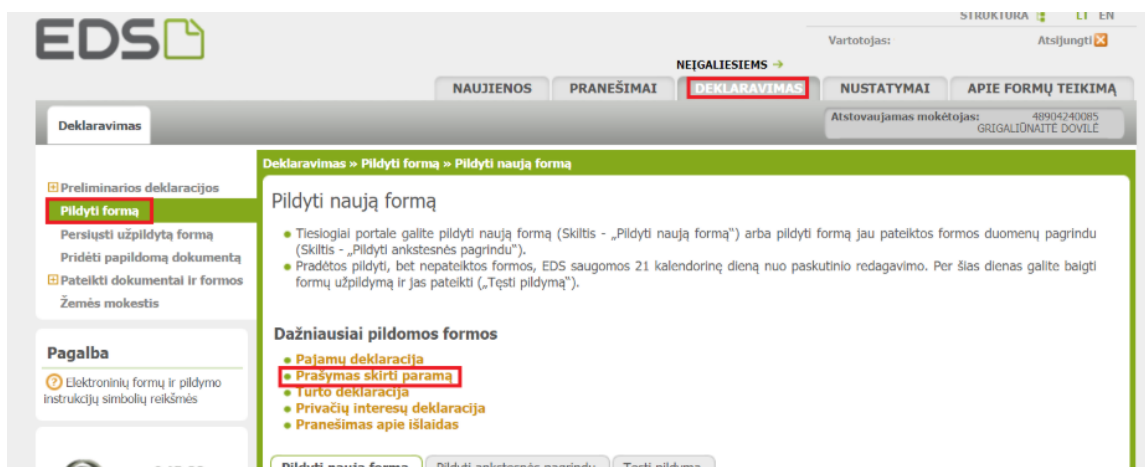 STRUKTŪRA LT EN
EDS
Vartotojas: Atsijungti
NEĮGALIESIEMS →
NAUJIENOS PRANEŠIMAI DEKLARAVIMAS NUSTATYMAI APIE FORMŲ TEIKIMĄ
Deklaravimas
Atstovaujamas mokėtojas: 48904240085
GRIGALIŪNAITĖ DOVILĖ
Deklaravimas » Pildyti formą » Pildyti naują formą
Preliminarios deklaracijos
Pildyti formą
Persiųsti užpildytą formą
Pridėti papildomą dokumentą
Pateikti dokumentai ir formos
Žemės mokestis
Pagalba
Elektroninių formų ir pildymo
instrukcijų simbolių reikšmės
Pildyti naują formą
Tiesiogiai portale galite pildyti naują formą (Skiltis - „Pildyti naują formą“) arba pildyti formą jau pateiktos formos duomenų pagrindu
(Skiltis - „Pildyti ankstesnės pagrindu“).
Pradėtos pildyti, bet nepateiktos formos, EDS saugomos 21 kalendorinę dieną nuo paskutinio redagavimo. Per šias dienas galite baigti
formų užpildymą ir jas pateikti („Tęsti pildymą“).
Dažniausiai pildomos formos
Pajamų deklaracija
Prašymas skirti paramą
Turto deklaracija
Privačių interesų deklaracija
Pranešimas apie išlaidas
Pildyti naują formą Pildyti ankstesnės pagrindu Tęsti pildymą